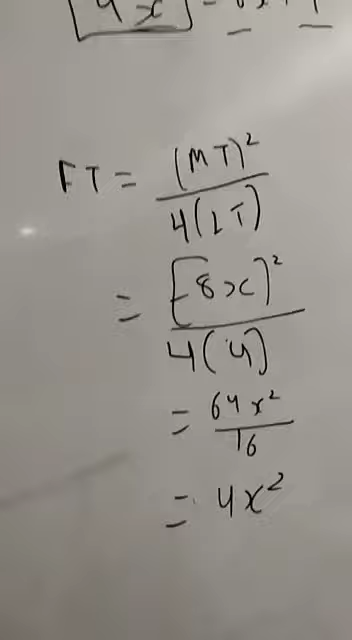 FT = (MT)²
4(LT)
= [-8x)²
4(4)
= 64x²
16
= 4x²